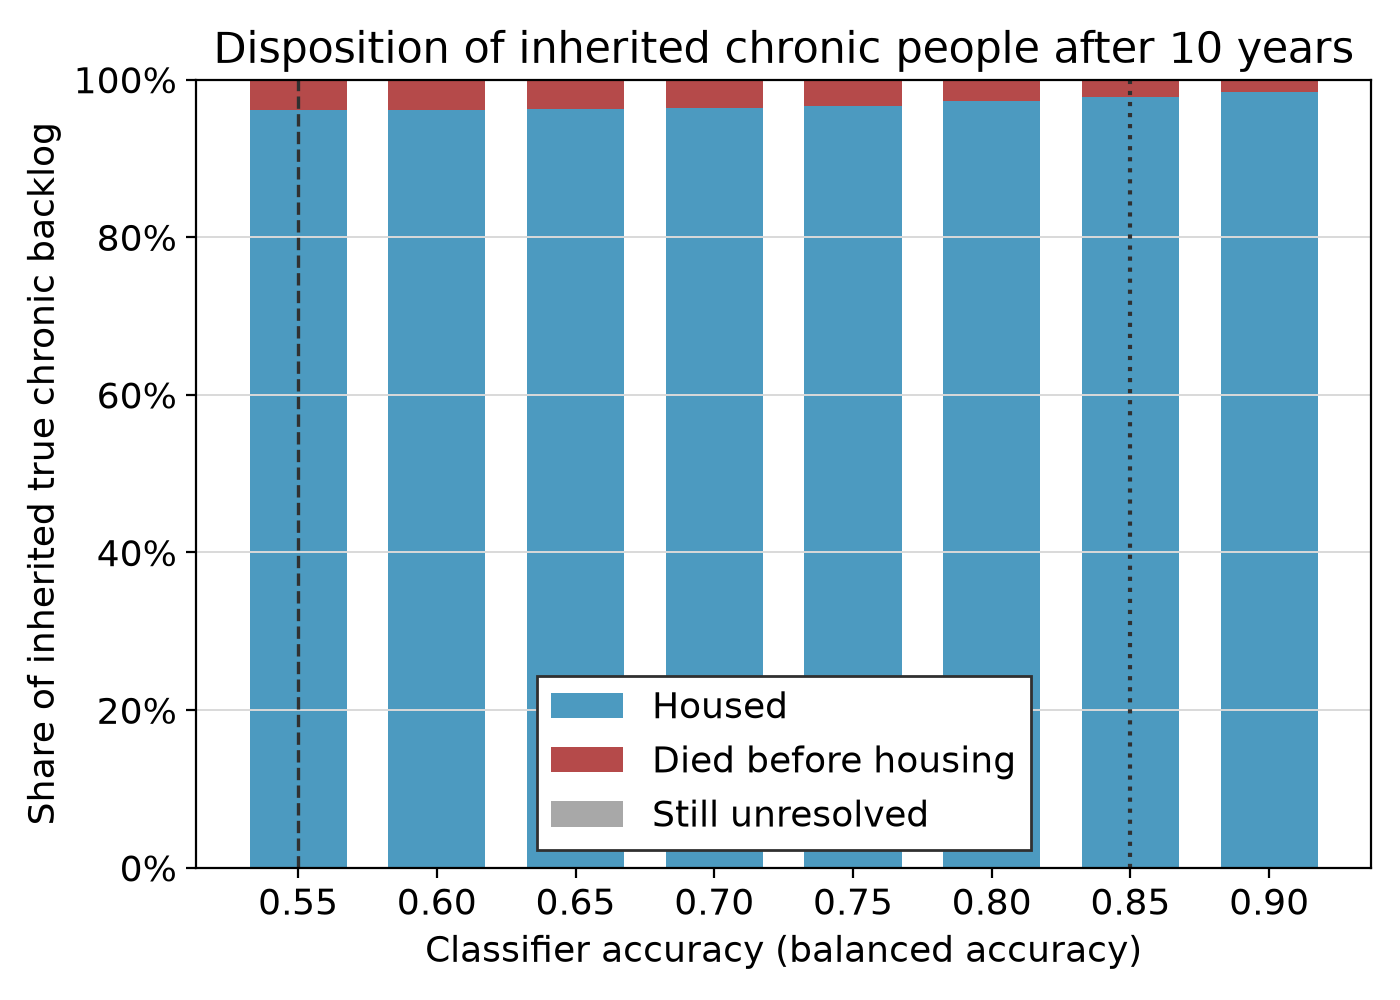 Disposition of inherited chronic people after 10 years
Share of inherited true chronic backlog
100%
80%
60%
40%
20%
0%
Housed
Died before housing
Still unresolved
0.55 0.60 0.65 0.70 0.75 0.80 0.85 0.90
Classifier accuracy (balanced accuracy)